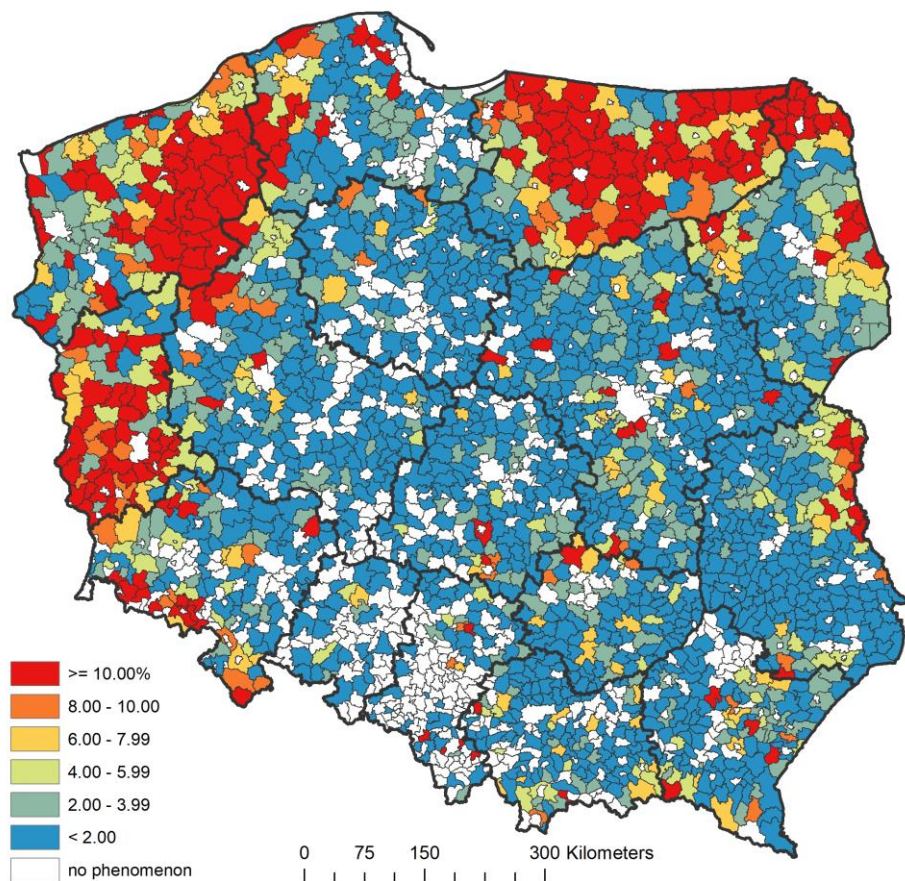 >= 10.00%
8.00 - 10.00
6.00 - 7.99
4.00 - 5.99
2.00 - 3.99
< 2.00
no phenomenon
0 75 150 300 Kilometers